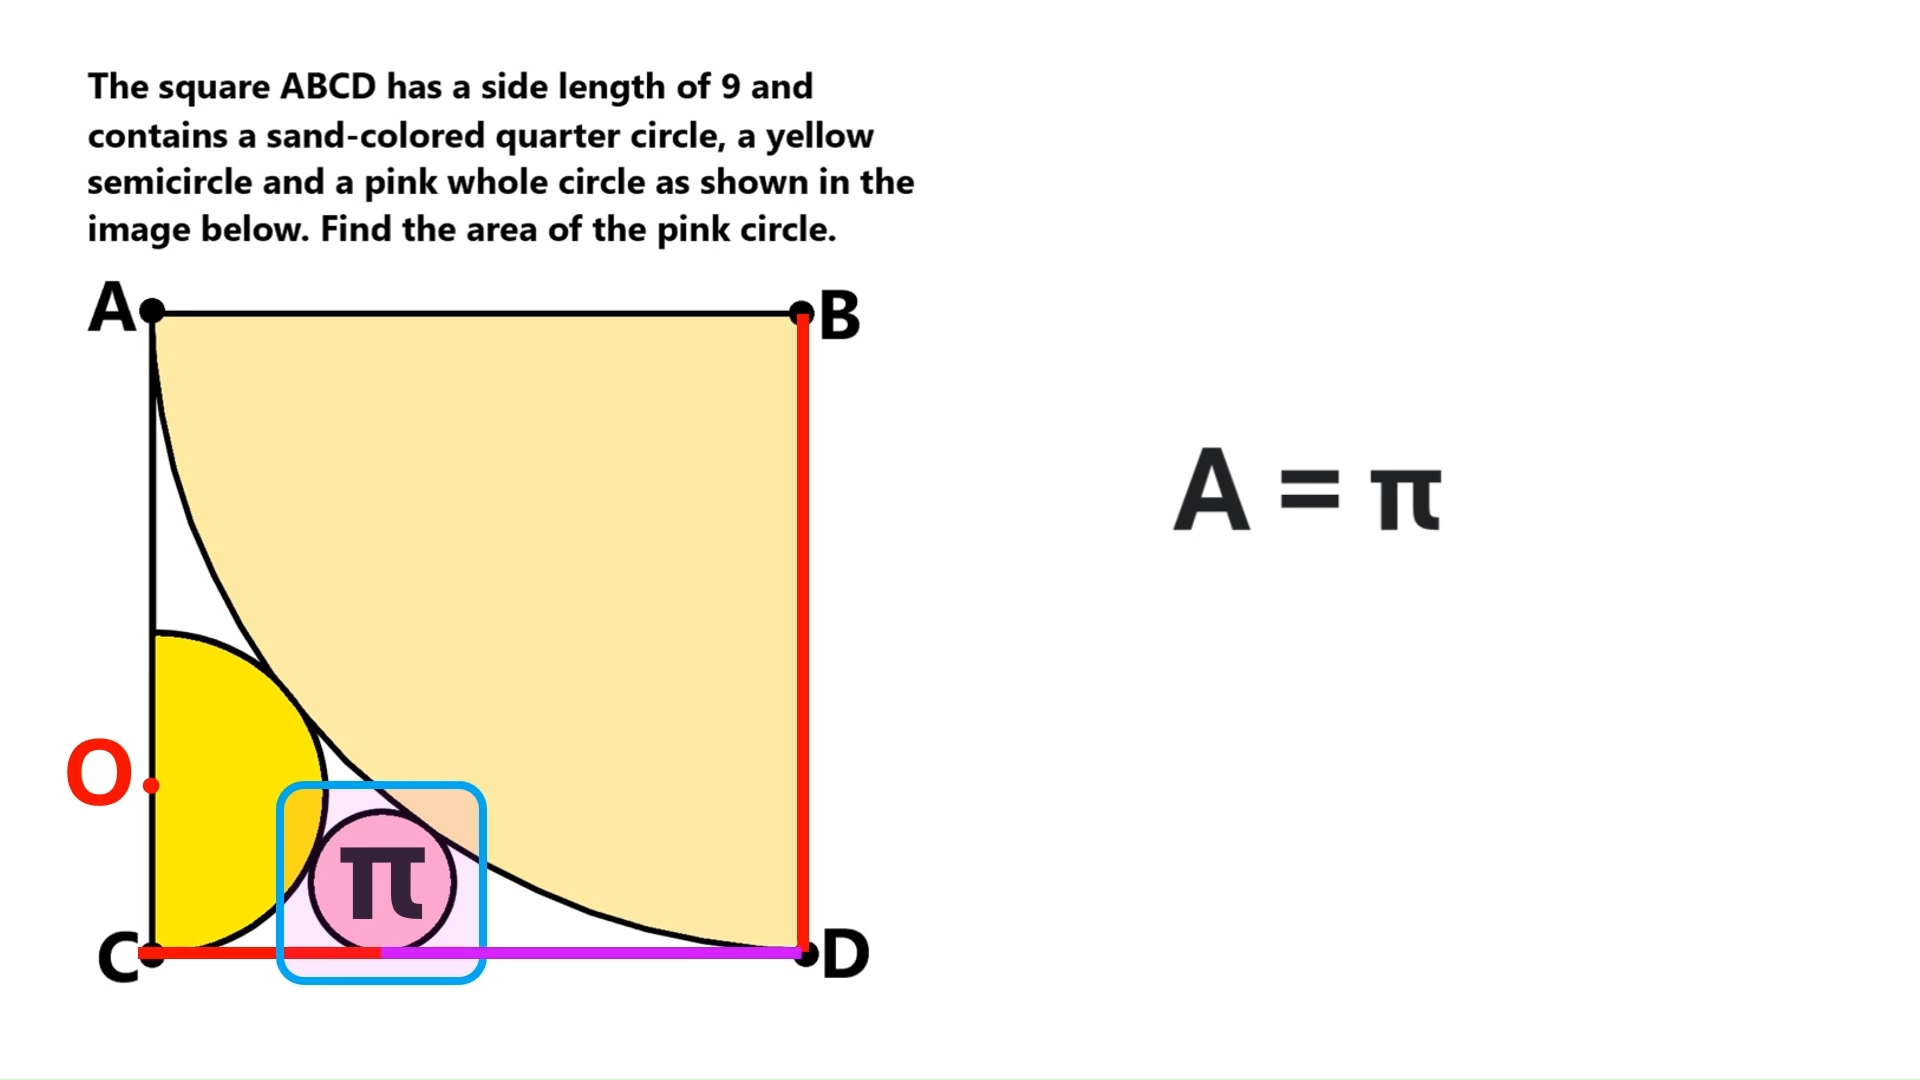 The square ABCD has a side length of 9 and
contains a sand-colored quarter circle, a yellow
semicircle and a pink whole circle as shown in the
image below. Find the area of the pink circle.
A
B
A = π
O
π
C
D